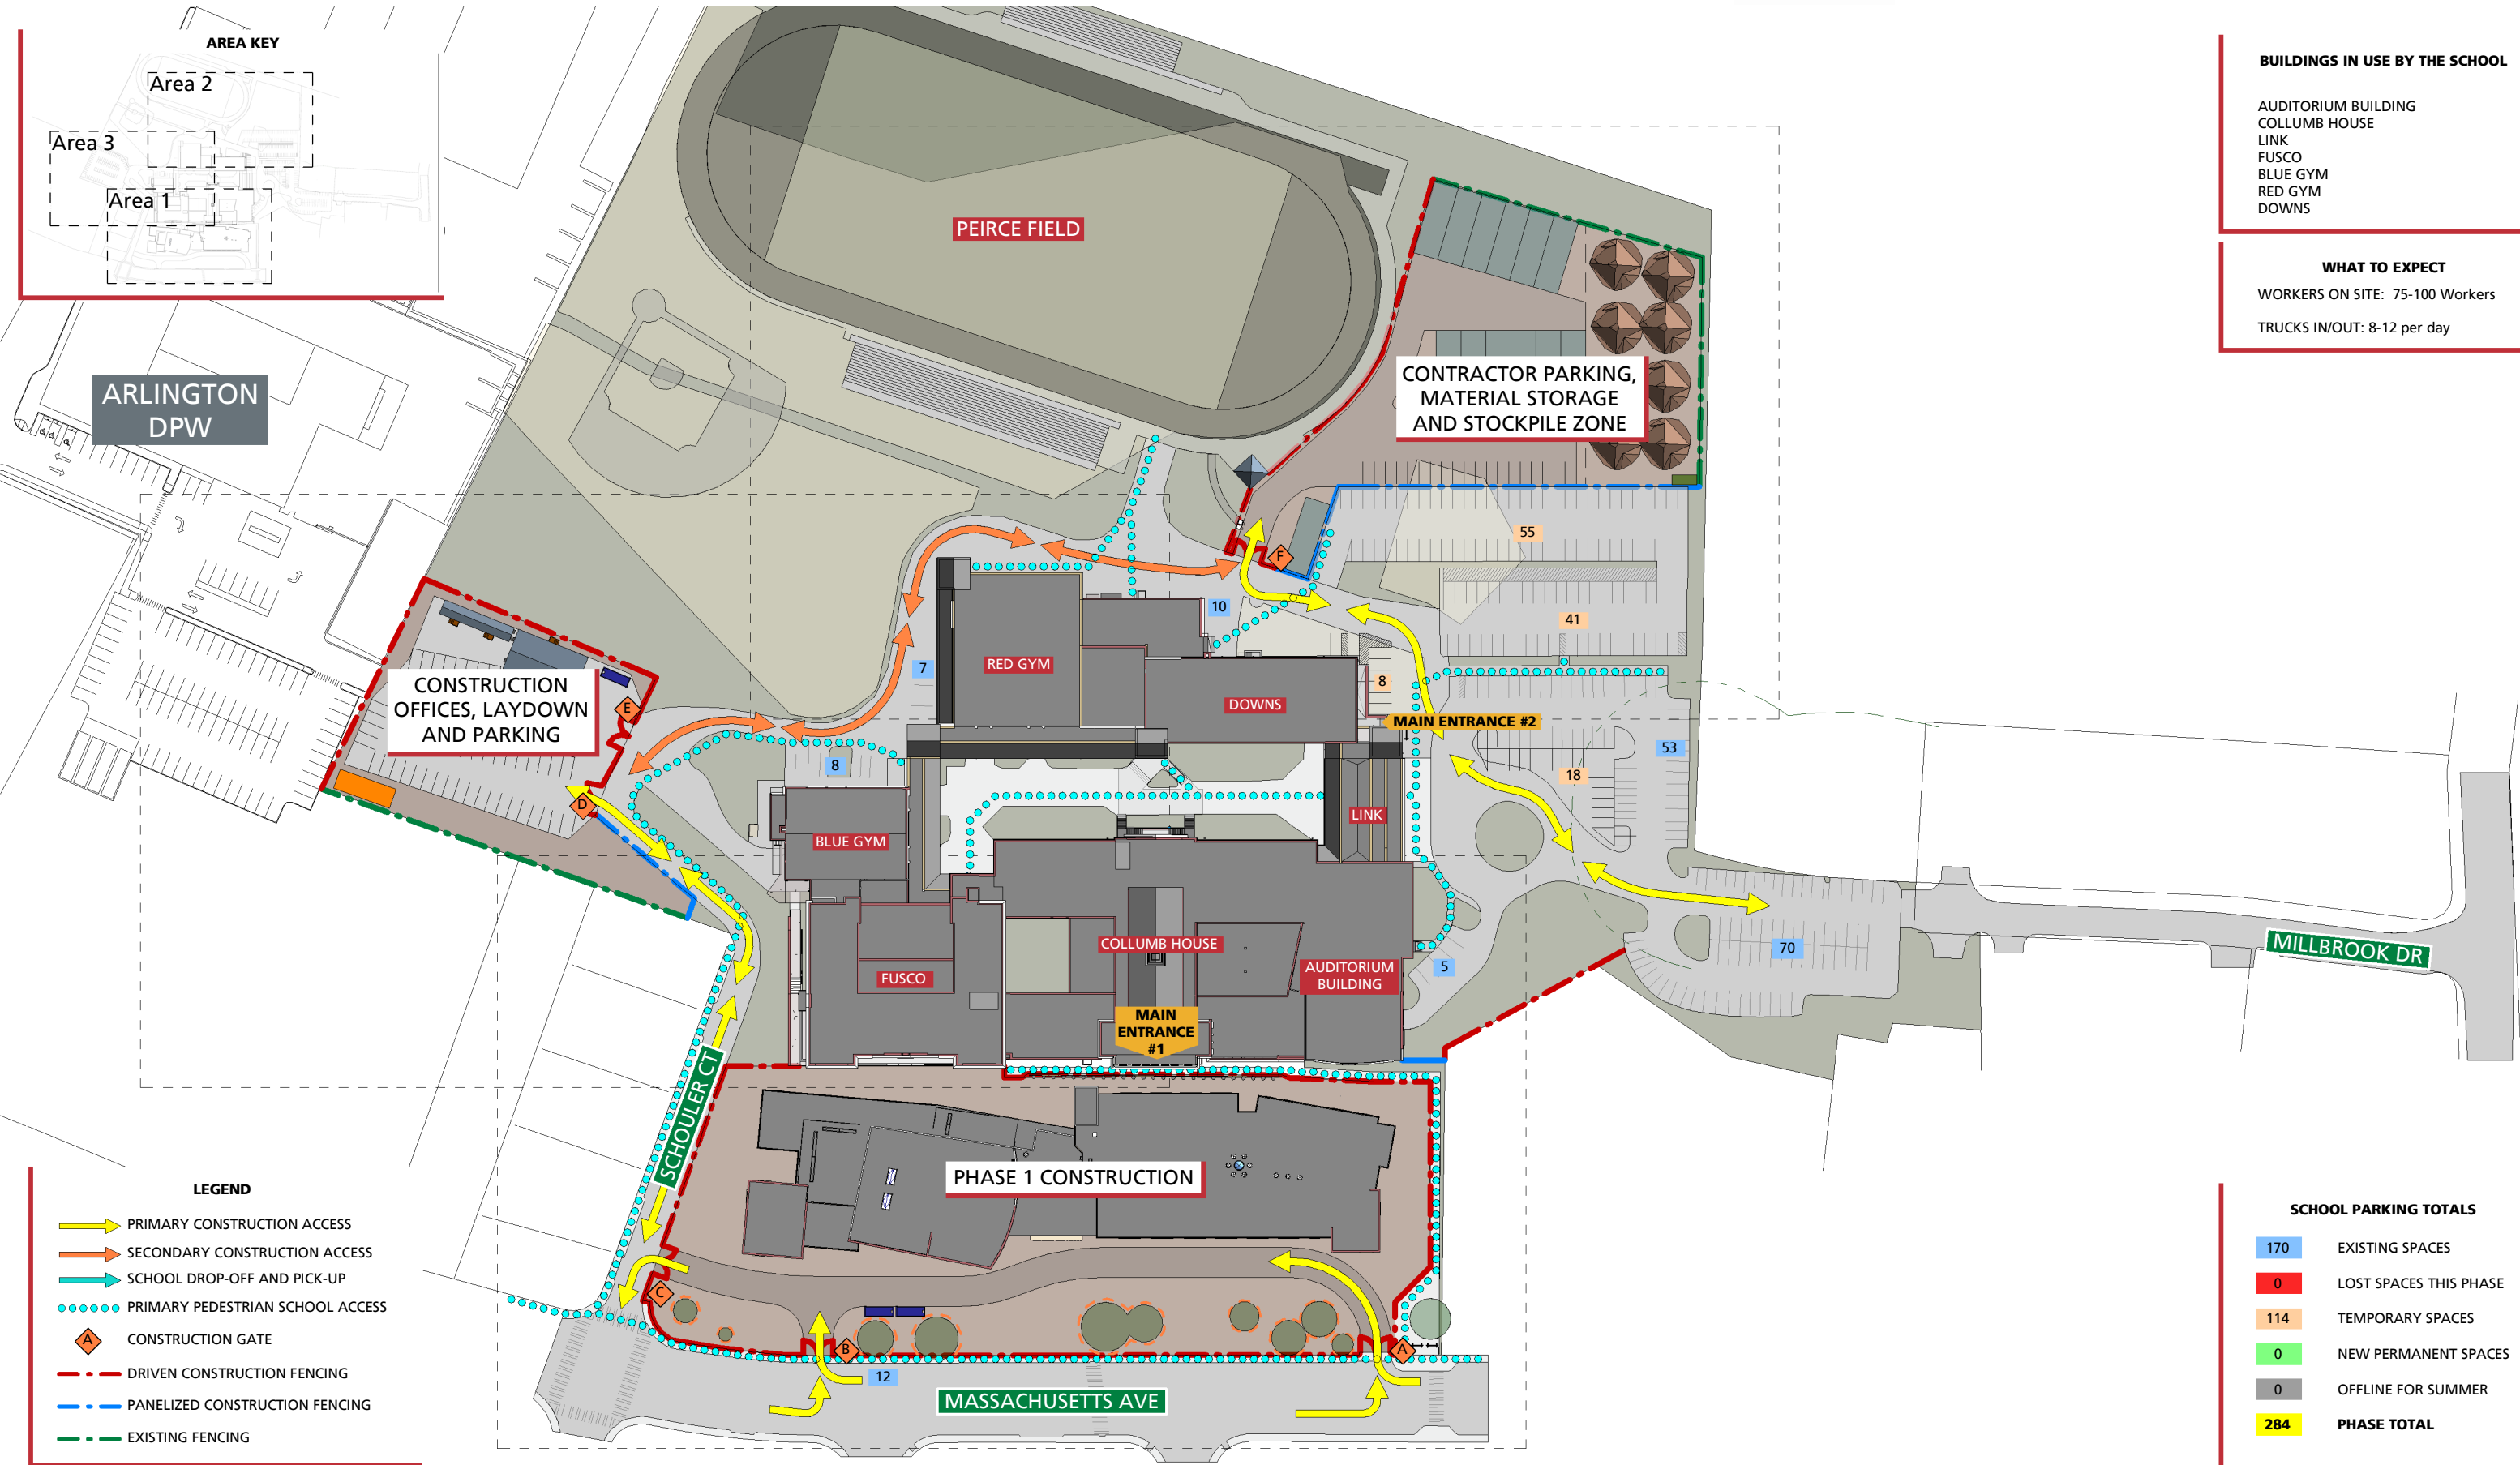 AREA KEY
Area 2
Area 3
Area 1
BUILDINGS IN USE BY THE SCHOOL
AUDITORIUM BUILDING
COLLUMB HOUSE
LINK
FUSCO
BLUE GYM
RED GYM
DOWNS
WHAT TO EXPECT
WORKERS ON SITE: 75-100 Workers
TRUCKS IN/OUT: 8-12 per day
PEIRCE FIELD
ARLINGTON
DPW
CONTRACTOR PARKING,
MATERIAL STORAGE
AND STOCKPILE ZONE
55
F
10
41
RED GYM
7
8
CONSTRUCTION
OFFICES, LAYDOWN
AND PARKING
E
DOWNS
MAIN ENTRANCE #2
53
8
18
D
LINK
BLUE GYM
COLLUMB HOUSE
70
MILLBROOK DR
5
FUSCO
AUDITORIUM
BUILDING
MAIN
ENTRANCE
#1
SCHOULER CT
PHASE 1 CONSTRUCTION
C
B
A
12
MASSACHUSETTS AVE
LEGEND
PRIMARY CONSTRUCTION ACCESS
SECONDARY CONSTRUCTION ACCESS
SCHOOL DROP-OFF AND PICK-UP
PRIMARY PEDESTRIAN SCHOOL ACCESS
A CONSTRUCTION GATE
DRIVEN CONSTRUCTION FENCING
PANELIZED CONSTRUCTION FENCING
EXISTING FENCING
SCHOOL PARKING TOTALS
170 EXISTING SPACES
0 LOST SPACES THIS PHASE
114 TEMPORARY SPACES
0 NEW PERMANENT SPACES
0 OFFLINE FOR SUMMER
284 PHASE TOTAL